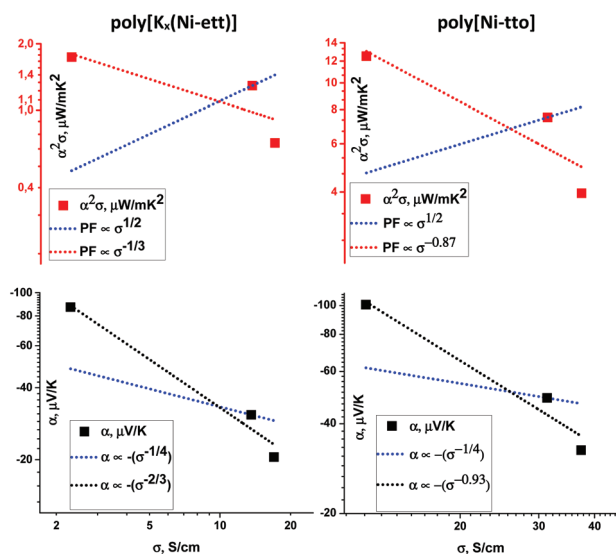 poly[Kₓ(Ni-ett)]
poly[Ni-tto]
2,0
1,4
1,1
1,0
0,4
α²σ, μW/mK²
α²σ, μW/mK²
PF ∝ σ^1/2
PF ∝ σ^-1/3
14
12
10
8
6
4
α²σ, μW/mK²
α²σ, μW/mK²
PF ∝ σ^1/2
PF ∝ σ^−0.87
-100
-80
-60
-40
-20
α, μV/K
α, μV/K
α ∝ -(σ^-1/4)
α ∝ -(σ^-2/3)
2
4
6
8
10
20
σ, S/cm
-100
-80
-60
-40
-20
α, μV/K
α, μV/K
α ∝ −(σ^−1/4)
α ∝ −(σ^−0.93)
20
30
40
σ, S/cm